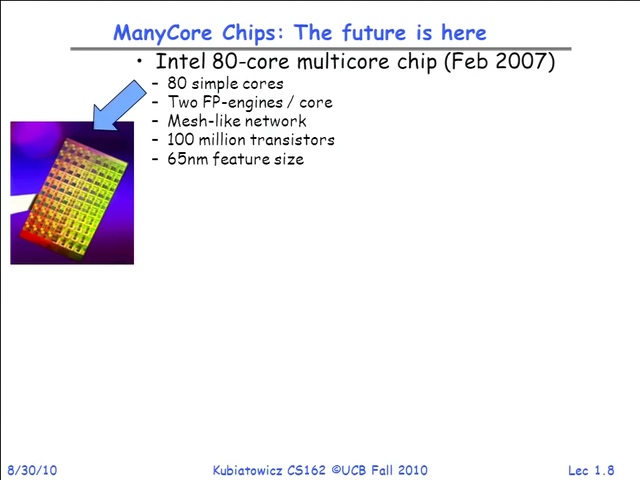 ManyCore Chips: The future is here
• Intel 80-core multicore chip (Feb 2007)
– 80 simple cores
– Two FP-engines / core
– Mesh-like network
– 100 million transistors
– 65nm feature size
8/30/10 Kubiatowicz CS162 ©UCB Fall 2010 Lec 1.8